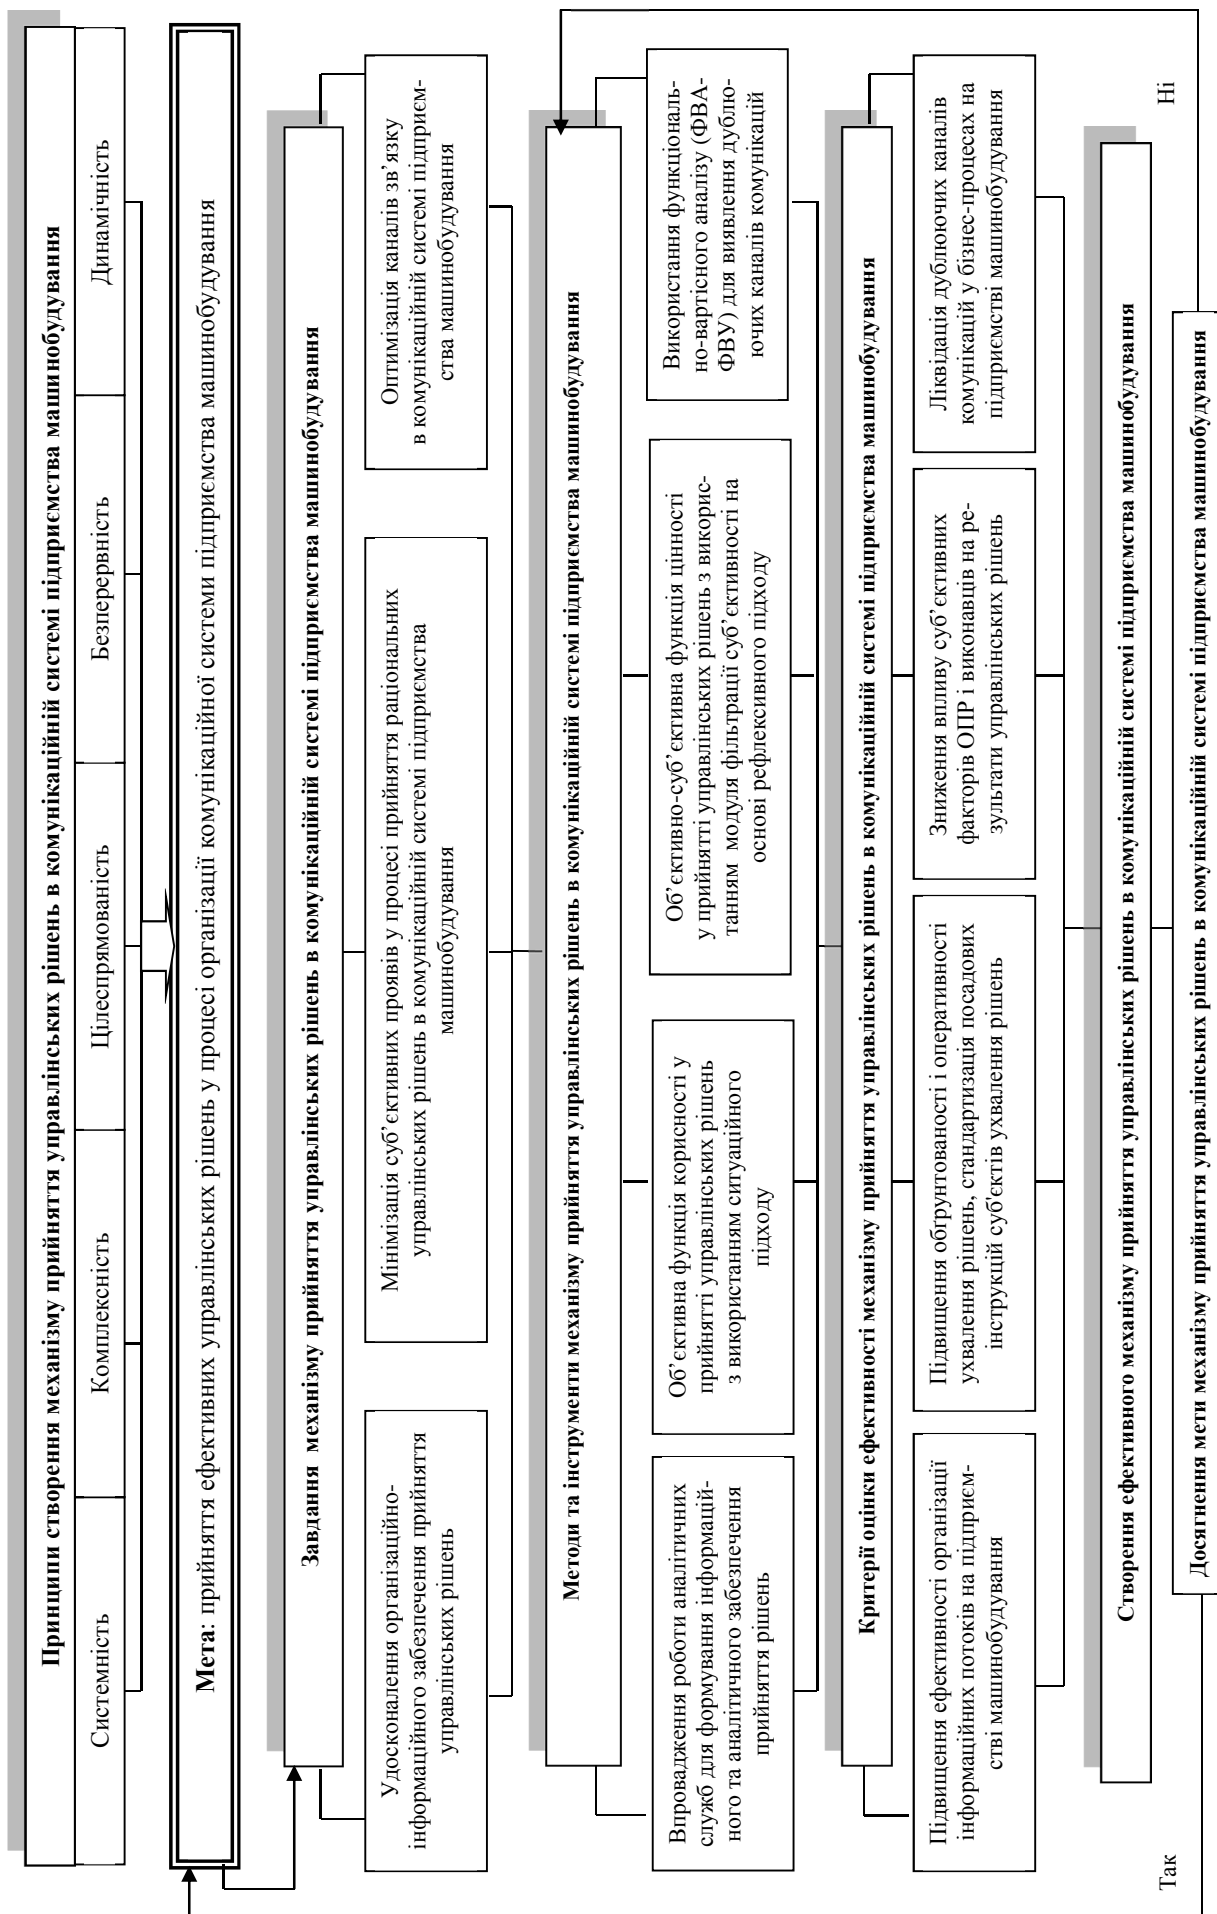 Принципи створення механізму прийняття управлінських рішень в комунікаційній системі підприємства машинобудування
Системність
Комплексність
Цілеспрямованість
Безперервність
Динамічність
Мета: прийняття ефективних управлінських рішень у процесі організації комунікаційної системи підприємства машинобудування
Завдання механізму прийняття управлінських рішень в комунікаційній системі підприємства машинобудування
Удосконалення організаційно-
інформаційного забезпечення прийняття
управлінських рішень
Мінімізація суб’єктивних проявів у процесі прийняття раціональних
управлінських рішень в комунікаційній системі підприємства
машинобудування
Оптимізація каналів зв’язку
в комунікаційній системі підприєм-
ства машинобудування
Методи та інструменти механізму прийняття управлінських рішень в комунікаційній системі підприємства машинобудування
Впровадження роботи аналітичних
служб для формування інформацій-
ного та аналітичного забезпечення
прийняття рішень
Об’єктивна функція корисності у
прийнятті управлінських рішень
з використанням ситуаційного
підходу
Об’єктивно-суб’єктивна функція цінності
у прийнятті управлінських рішень з викорис-
танням модуля фільтрації суб’єктивності на
основі рефлексивного підходу
Використання функціональ-
но-вартісного аналізу (ФВА-
ФВУ) для виявлення дублю-
ючих каналів комунікацій
Критерії оцінки ефективності механізму прийняття управлінських рішень в комунікаційній системі підприємства машинобудування
Підвищення ефективності організації
інформаційних потоків на підприєм-
стві машинобудування
Підвищення обґрунтованості і оперативності
ухвалення рішень, стандартизація посадових
інструкцій суб'єктів ухвалення рішень
Зниження впливу суб’єктивних
факторів ОПР і виконавців на ре-
зультати управлінських рішень
Ліквідація дублюючих каналів
комунікацій у бізнес-процесах на
підприємстві машинобудування
Створення ефективного механізму прийняття управлінських рішень в комунікаційній системі підприємства машинобудування
Так
Ні
Досягнення мети механізму прийняття управлінських рішень в комунікаційній системі підприємства машинобудування